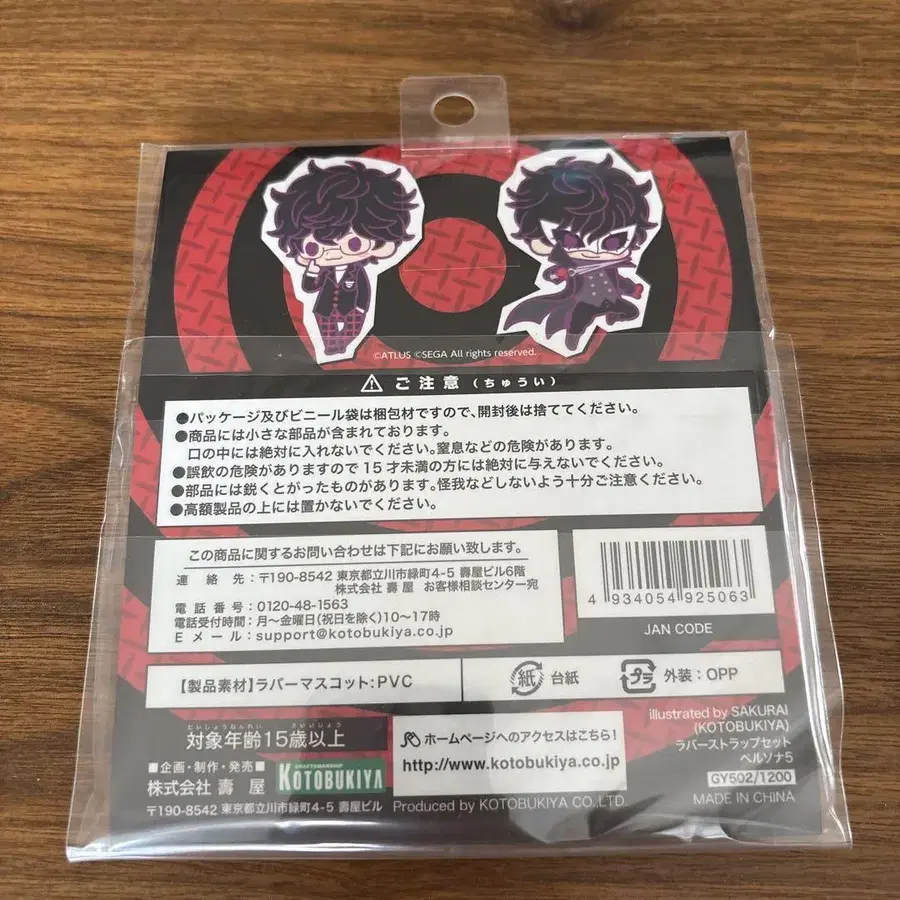 ©ATLUS ©SEGA All rights reserved.
⚠ ご注意（ちゅうい）
●パッケージ及びビニール袋は梱包材ですので、開封後は捨ててください。
●商品には小さな部品が含まれております。
口の中には絶対に入れないでください。窒息などの危険があります。
●誤飲の危険がありますので15才未満の方には絶対に与えないでください。
●部品には鋭くとがったものがあります。怪我などしないよう十分ご注意ください。
●高額製品の上には置かないでください。
この商品に関するお問い合わせは下記にお願い致します。
連絡先：〒190-8542 東京都立川市緑町4-5 壽屋ビル6階
株式会社 壽屋 お客様相談センター宛
電話番号：0120-48-1563
電話受付時間：月～金曜日(祝日を除く)10～17時
Eメール：support@kotobukiya.co.jp
4 934054 925063
JAN CODE
【製品素材】ラバーマスコット：PVC
紙 台紙
プラ 外装：OPP
たいしょうねんれい さいいじょう
対象年齢15歳以上
■企画・制作・発売■
株式会社 壽屋
CRAFTSMANSHIP
KOTOBUKIYA
〒190-8542 東京都立川市緑町4-5 壽屋ビル
ホームページへのアクセスはこちら！
http://www.kotobukiya.co.jp
Produced by KOTOBUKIYA CO.,LTD.
illustrated by SAKURAI
(KOTOBUKIYA)
ラバーストラップセット
ペルソナ5
GY502/1200
MADE IN CHINA